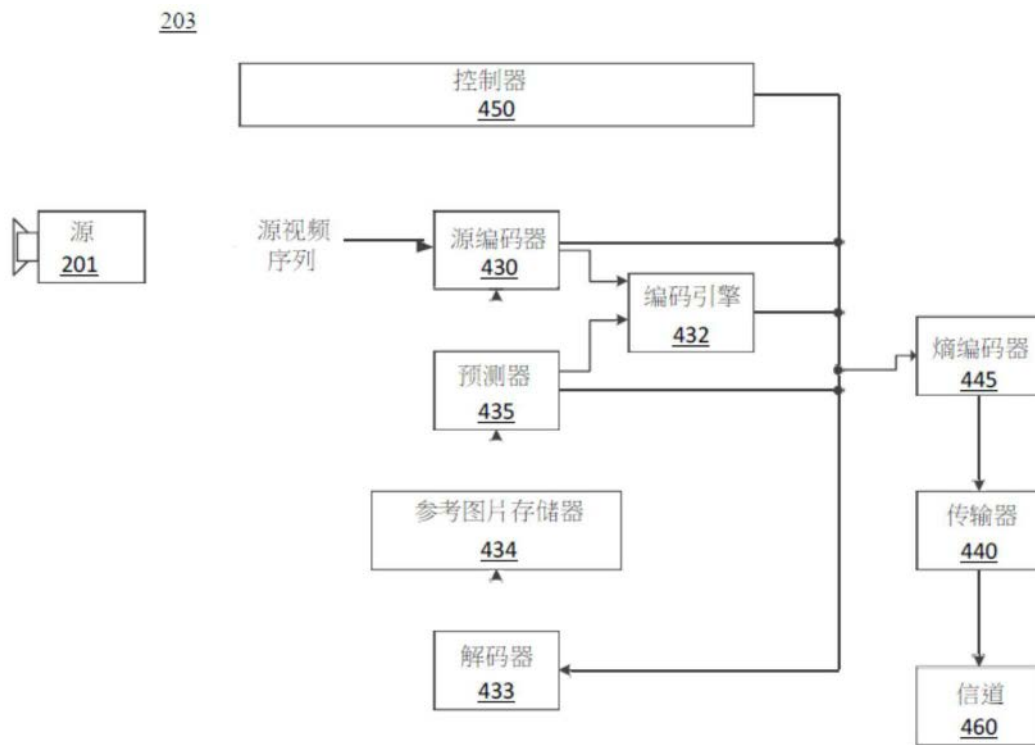 203
控制器
450
源
201
源视频
序列
源编码器
430
编码引擎
432
预测器
435
熵编码器
445
参考图片存储器
434
传输器
440
解码器
433
信道
460